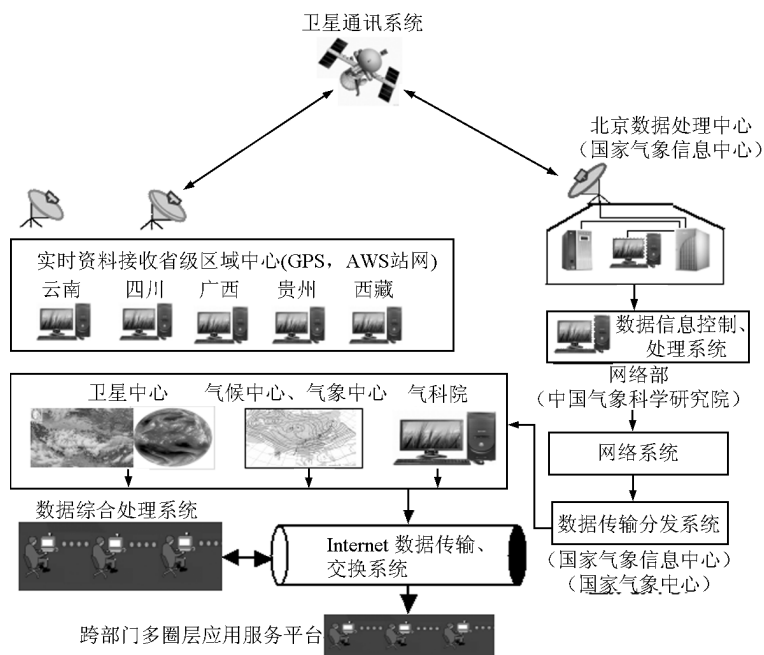 卫星通讯系统
北京数据处理中心
（国家气象信息中心）
实时资料接收省级区域中心(GPS，AWS站网)
云南
四川
广西
贵州
西藏
数据信息控制、
处理系统
网络部
（中国气象科学研究院）
卫星中心
气候中心、气象中心
气科院
网络系统
数据综合处理系统
数据传输分发系统
Internet 数据传输、
交换系统
（国家气象信息中心）
（国家气象中心）
跨部门多圈层应用服务平台